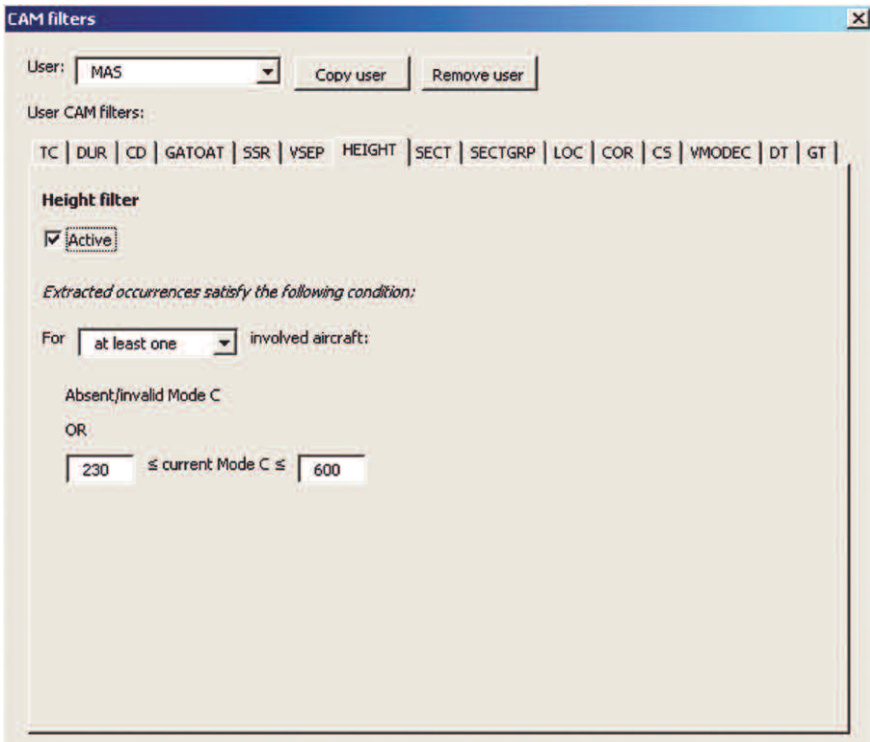 CAM filters
User: MAS Copy user Remove user
User CAM filters:
TC | DUR | CD | GATOAT | SSR | VSEP HEIGHT SECT | SECTGRP | LOC | COR | CS | VMODEC | DT | GT |
Height filter
Active
Extracted occurrences satisfy the following condition:
For at least one involved aircraft:
Absent/invalid Mode C
OR
230 ≤ current Mode C ≤ 600